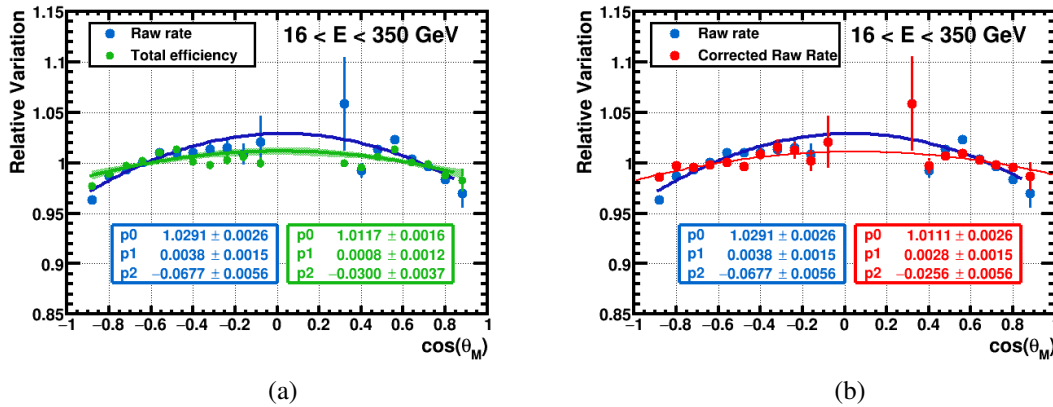 16 < E < 350 GeV
Raw rate
Total efficiency
Relative Variation
1.15
1.1
1.05
1
0.95
0.9
0.85
p0 1.0291 ± 0.0026
p1 0.0038 ± 0.0015
p2 −0.0677 ± 0.0056
p0 1.0117 ± 0.0016
p1 0.0008 ± 0.0012
p2 −0.0300 ± 0.0037
−1 −0.8 −0.6 −0.4 −0.2 0 0.2 0.4 0.6 0.8 1
cos(θM)
(a)
16 < E < 350 GeV
Raw rate
Corrected Raw Rate
Relative Variation
1.15
1.1
1.05
1
0.95
0.9
0.85
p0 1.0291 ± 0.0026
p1 0.0038 ± 0.0015
p2 −0.0677 ± 0.0056
p0 1.0111 ± 0.0026
p1 0.0028 ± 0.0015
p2 −0.0256 ± 0.0056
−1 −0.8 −0.6 −0.4 −0.2 0 0.2 0.4 0.6 0.8
cos(θM)
(b)